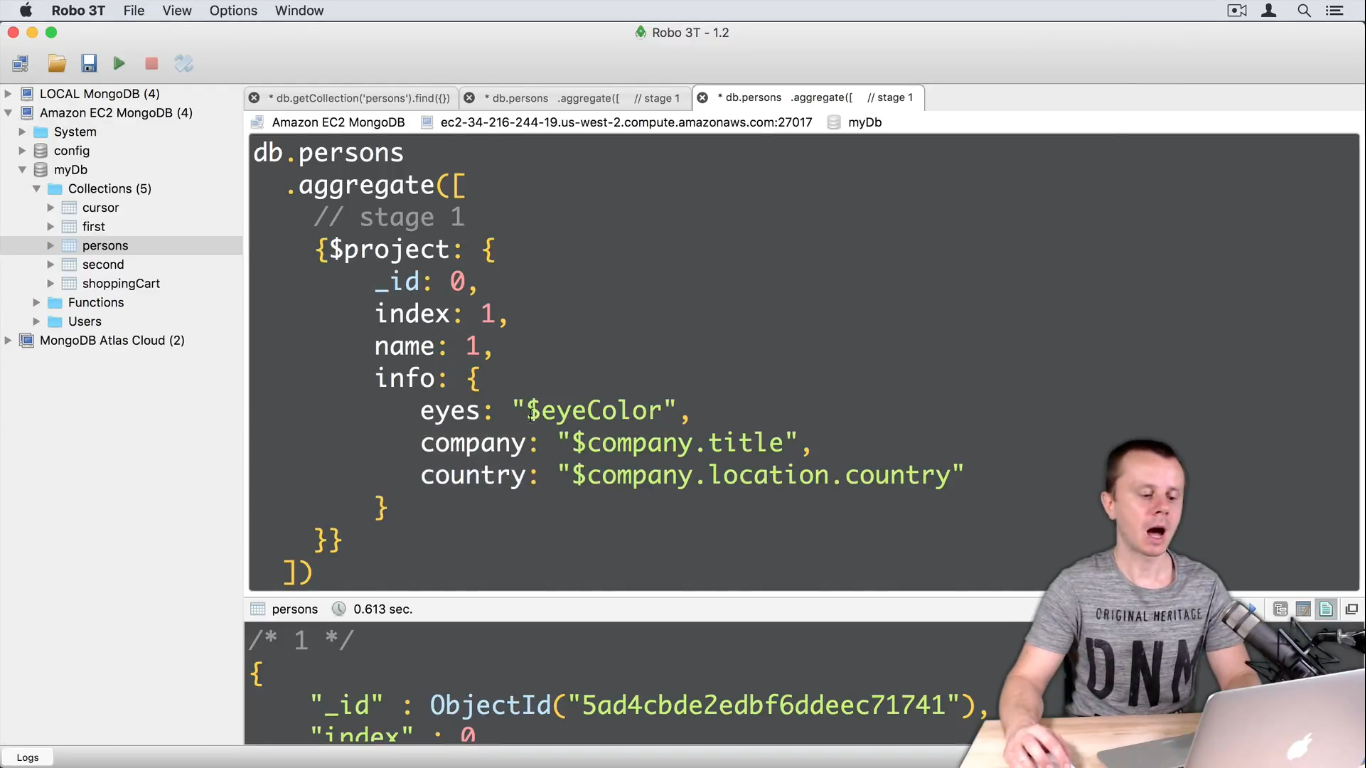 Robo 3T File View Options Window
Robo 3T - 1.2
LOCAL MongoDB (4)
Amazon EC2 MongoDB (4)
System
config
myDb
Collections (5)
cursor
first
persons
second
shoppingCart
Functions
Users
MongoDB Atlas Cloud (2)
* db.getCollection('persons').find({}) * db.persons .aggregate([ // stage 1 * db.persons .aggregate([ // stage 1
Amazon EC2 MongoDB ec2-34-216-244-19.us-west-2.compute.amazonaws.com:27017 myDb
db.persons
.aggregate([
// stage 1
{$project: {
_id: 0,
index: 1,
name: 1,
info: {
eyes: "$eyeColor",
company: "$company.title",
country: "$company.location.country"
}
}}
])
persons 0.613 sec.
/* 1 */
{
"_id" : ObjectId("5ad4cbde2edbf6ddeec71741"),
"index" : 0
Logs
ORIGINAL HERITAGE
DNM